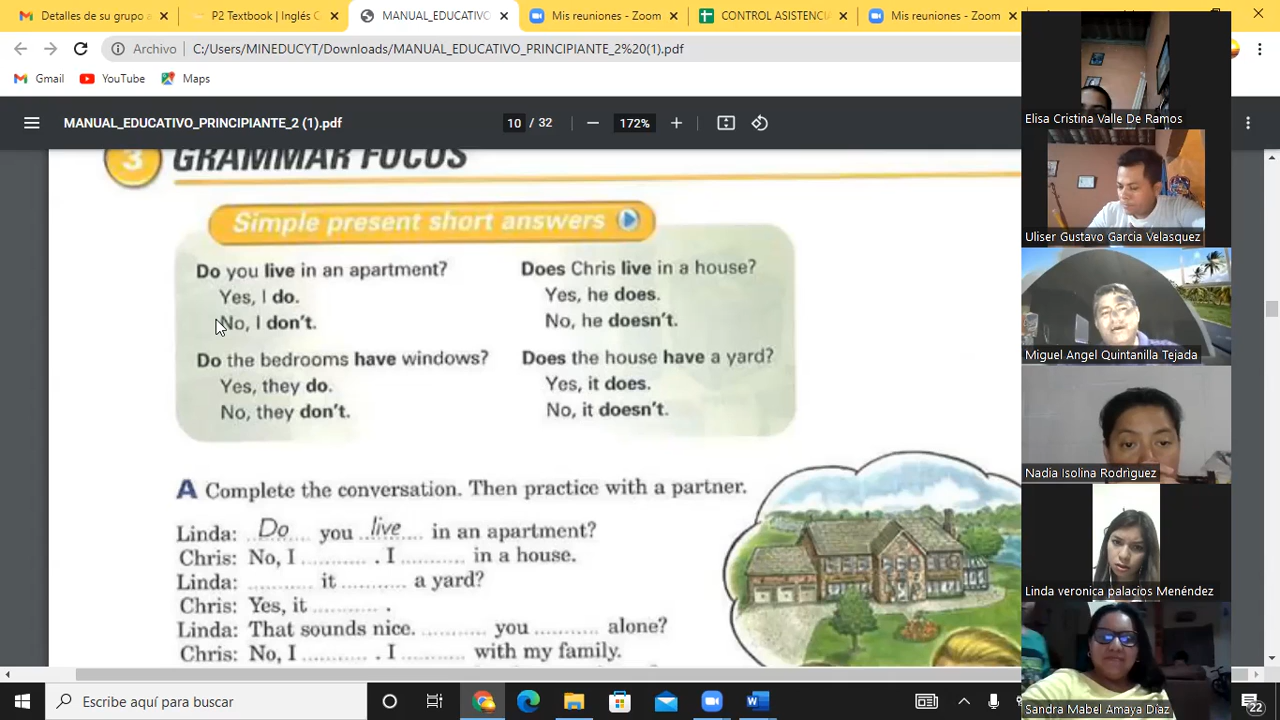 Detalles de su grupo a
P2 Textbook | Inglés C
MANUAL_EDUCATIVO
Mis reuniones - Zoom
CONTROL ASISTENCIA
Mis reuniones - Zoom
Archivo
C:/Users/MINEDUCYT/Downloads/MANUAL_EDUCATIVO_PRINCIPIANTE_2%20(1).pdf
Gmail
YouTube
Maps
MANUAL_EDUCATIVO_PRINCIPIANTE_2 (1).pdf
10 / 32
172%
3 GRAMMAR FOCUS
Simple present short answers
Do you live in an apartment?
Yes, I do.
No, I don't.
Do the bedrooms have windows?
Yes, they do.
No, they don't.
Does Chris live in a house?
Yes, he does.
No, he doesn't.
Does the house have a yard?
Yes, it does.
No, it doesn't.
A Complete the conversation. Then practice with a partner.
Linda: Do you live in an apartment?
Chris: No, I ........... . I ........... in a house.
Linda: ........... it ........... a yard?
Chris: Yes, it ........... .
Linda: That sounds nice. ........... you ........... alone?
Chris: No, I ........... . I ........... with my family.
Elisa Cristina Valle De Ramos
Uliser Gustavo Garcia Velasquez
Miguel Angel Quintanilla Tejada
Nadia Isolina Rodriguez
Linda veronica palacios Menéndez
Sandra Mabel Amaya Diaz
Escribe aquí para buscar
22